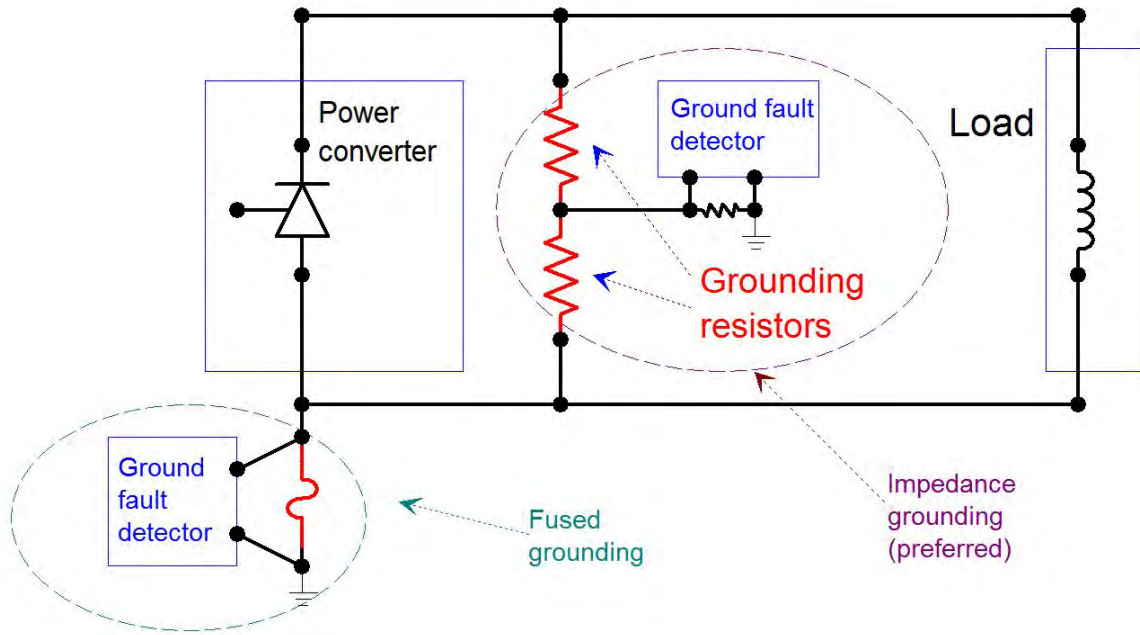 Power
converter
Ground fault
detector
Load
Grounding
resistors
Ground
fault
detector
Fused
grounding
Impedance
grounding
(preferred)